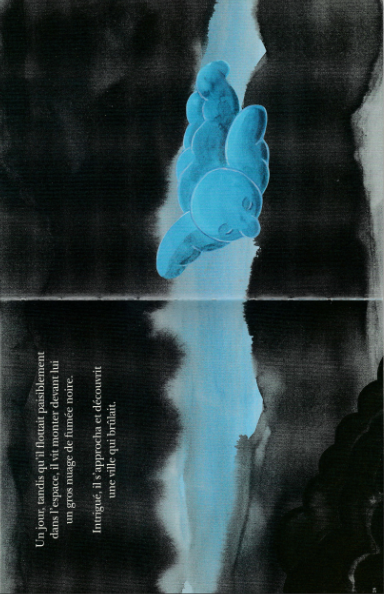 Un jour, tandis qu'il flottait paisiblement
dans l'espace, il vit monter devant lui
un gros nuage de fumée noire.
Intrigué, il s'approcha et découvrit
une ville qui brûlait.